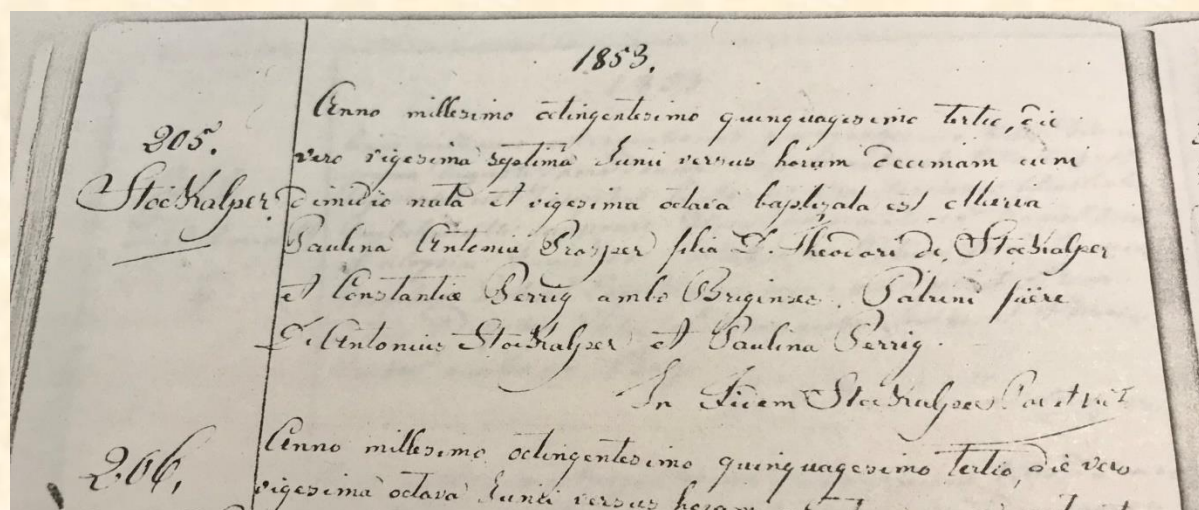 1853.
205.
Stockalper
Anno millesimo octingentesimo quinquagesimo tertio, die
vero vigesima septima Junii versus horam decimam cum
dimidio nata et vigesima octava baptizata est Maria
Paulina Antonia Prosper filia D. Theodori de Stockalper
et Constantiæ Perrig ambo Briginses. Patrini fuere
D. Antonius Stockalper et Paulina Perrig.
In fidem Stockalper
206.
Anno millesimo octingentesimo quinquagesimo tertio, die vero
vigesima octava Junii versus horam